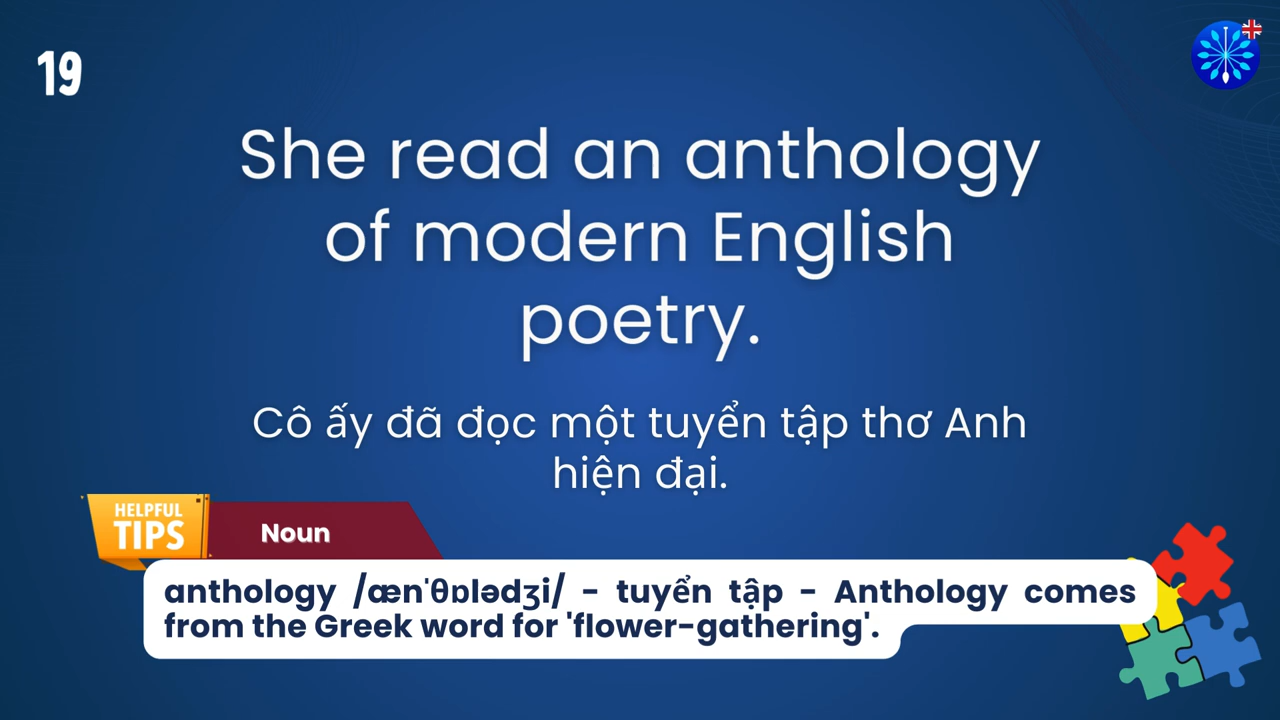 19
She read an anthology
of modern English
poetry.
Cô ấy đã đọc một tuyển tập thơ Anh
hiện đại.
HELPFUL
TIPS
Noun
anthology /ænˈθɒlədʒi/ - tuyển tập - Anthology comes
from the Greek word for 'flower-gathering'.